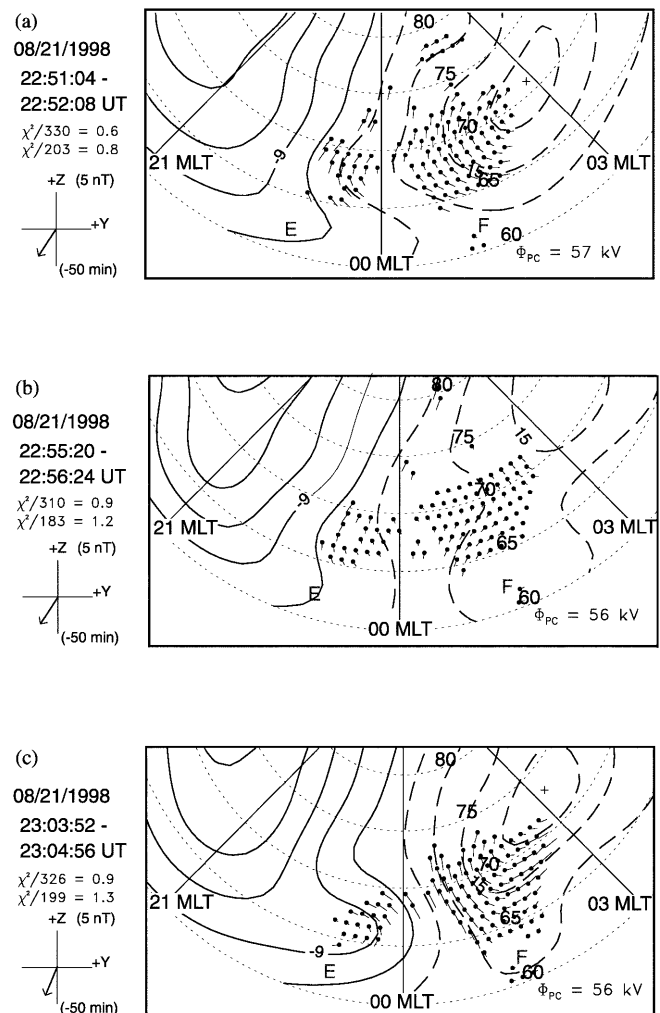 (a)
08/21/1998
22:51:04 -
22:52:08 UT
χ²/330 = 0.6
χ²/203 = 0.8
+Z (5 nT)
+Y
(-50 min)
80
75
70
15
65
-9
21 MLT
03 MLT
E
F
60
00 MLT
Φ_PC = 57 kV
(b)
08/21/1998
22:55:20 -
22:56:24 UT
χ²/310 = 0.9
χ²/183 = 1.2
+Z (5 nT)
+Y
(-50 min)
80
75
15
70
-9
21 MLT
03 MLT
65
E
F
60
00 MLT
Φ_PC = 56 kV
(c)
08/21/1998
23:03:52 -
23:04:56 UT
χ²/326 = 0.9
χ²/199 = 1.3
+Z (5 nT)
+Y
(-50 min)
80
75
70
15
21 MLT
03 MLT
65
-9
E
F
60
00 MLT
Φ_PC = 56 kV